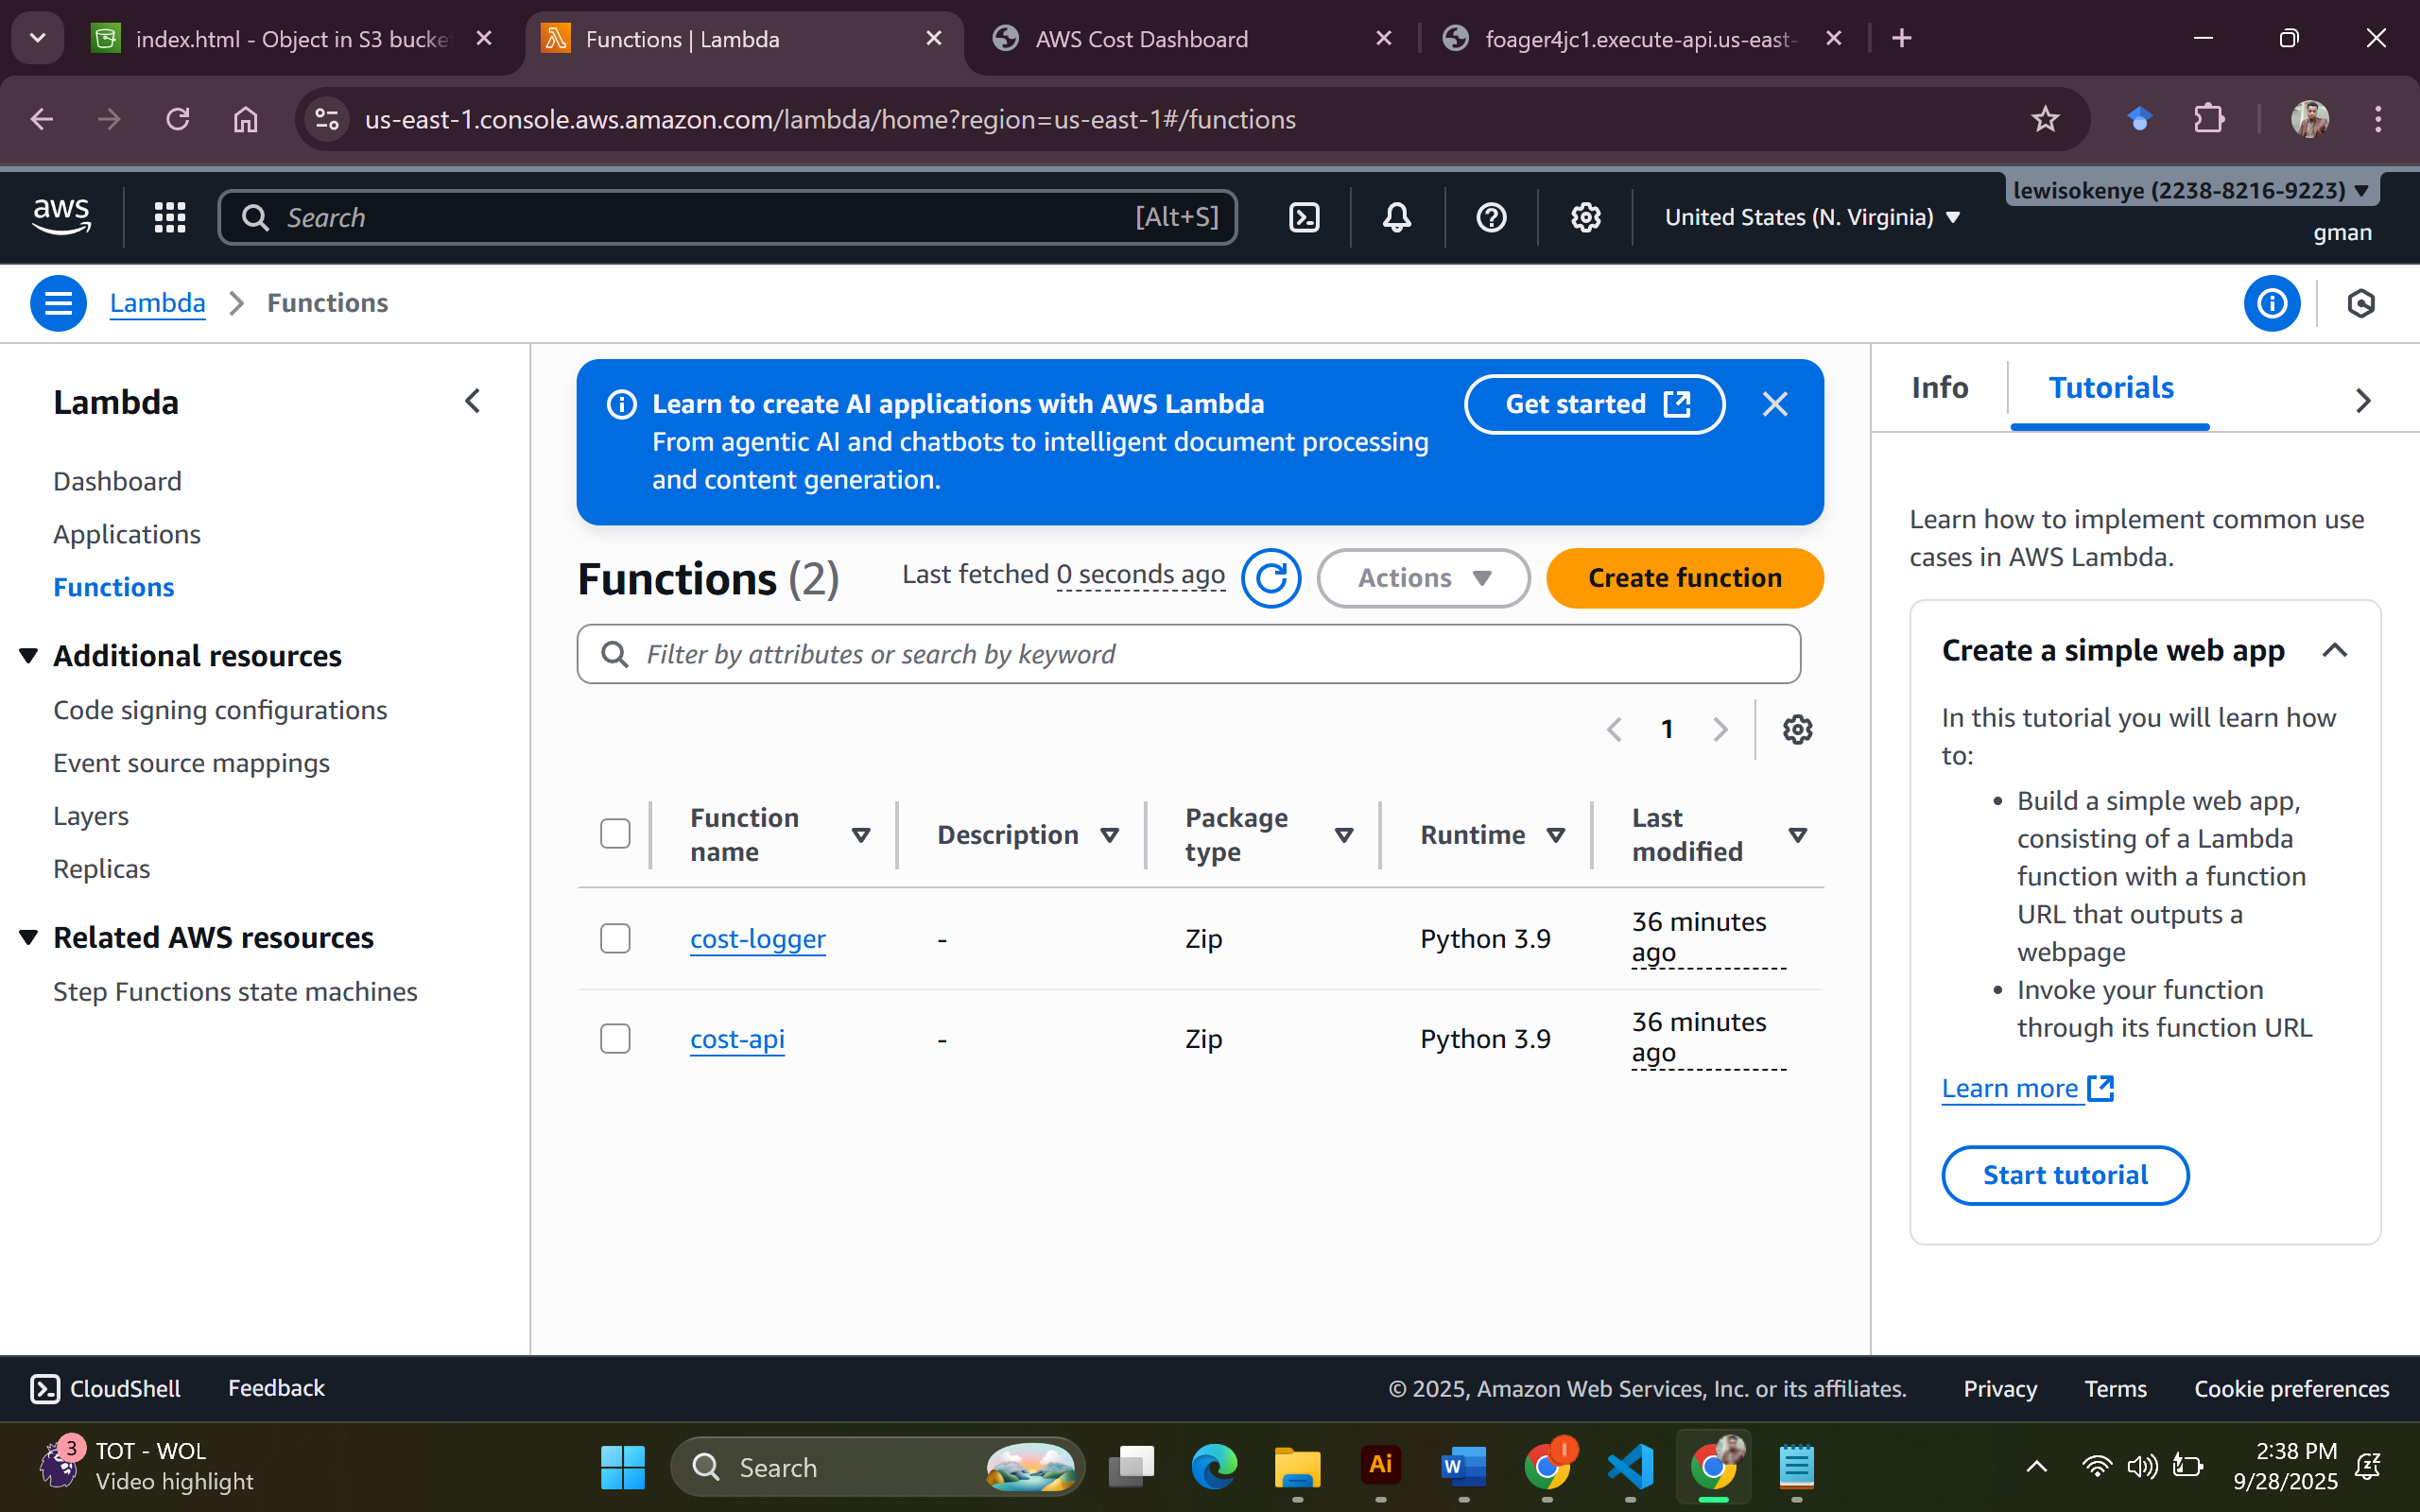 index.html - Object in S3 bucke
Functions | Lambda
AWS Cost Dashboard
foager4jc1.execute-api.us-east-
us-east-1.console.aws.amazon.com/lambda/home?region=us-east-1#/functions
aws
Search
[Alt+S]
United States (N. Virginia)
lewisokenye (2238-8216-9223)
gman
Lambda
Functions
Lambda
Dashboard
Applications
Functions
Additional resources
Code signing configurations
Event source mappings
Layers
Replicas
Related AWS resources
Step Functions state machines
Learn to create AI applications with AWS Lambda
From agentic AI and chatbots to intelligent document processing
and content generation.
Get started
Functions (2)
Last fetched 0 seconds ago
Actions
Create function
Filter by attributes or search by keyword
1
Function name
Description
Package type
Runtime
Last modified
cost-logger
-
Zip
Python 3.9
36 minutes ago
cost-api
-
Zip
Python 3.9
36 minutes ago
Info
Tutorials
Learn how to implement common use
cases in AWS Lambda.
Create a simple web app
In this tutorial you will learn how
to:
• Build a simple web app,
consisting of a Lambda
function with a function
URL that outputs a
webpage
• Invoke your function
through its function URL
Learn more
Start tutorial
CloudShell
Feedback
© 2025, Amazon Web Services, Inc. or its affiliates.
Privacy
Terms
Cookie preferences
3
TOT - WOL
Video highlight
Search
Ai
W
2:38 PM
9/28/2025